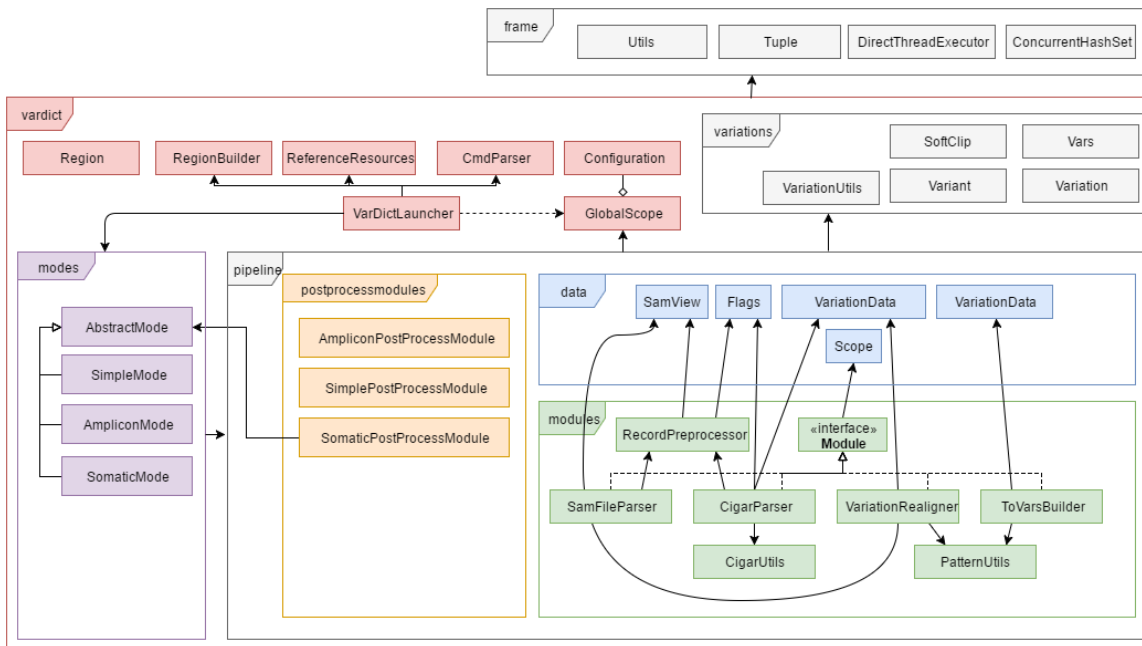 frame
Utils
Tuple
DirectThreadExecutor
ConcurrentHashSet
vardict
Region
RegionBuilder
ReferenceResources
CmdParser
Configuration
VarDictLauncher
GlobalScope
variations
SoftClip
Vars
VariationUtils
Variant
Variation
modes
AbstractMode
SimpleMode
AmpliconMode
SomaticMode
pipeline
postprocessmodules
AmpliconPostProcessModule
SimplePostProcessModule
SomaticPostProcessModule
data
SamView
Flags
VariationData
VariationData
Scope
modules
RecordPreprocessor
«interface»
Module
SamFileParser
CigarParser
VariationRealigner
ToVarsBuilder
CigarUtils
PatternUtils